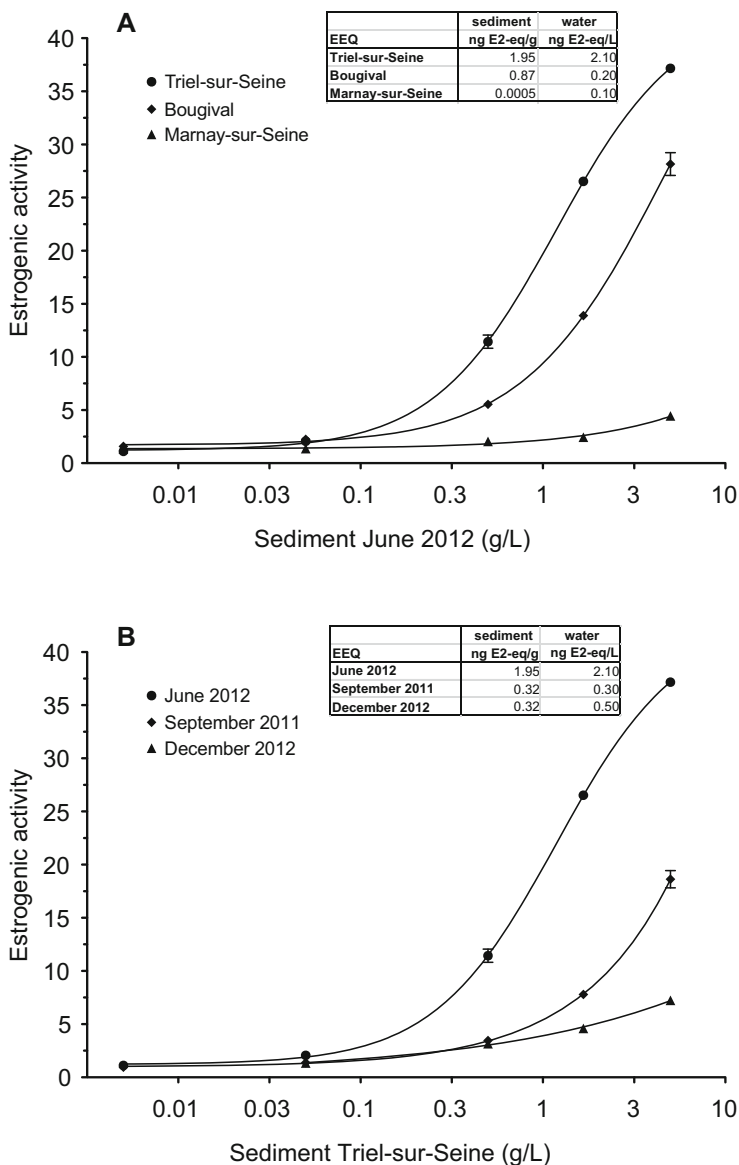 A
sediment water
EEQ ng E2-eq/g ng E2-eq/L
Triel-sur-Seine 1.95 2.10
Bougival 0.87 0.20
Marnay-sur-Seine 0.0005 0.10
Triel-sur-Seine
Bougival
Marnay-sur-Seine
Estrogenic activity
40
35
30
25
20
15
10
5
0
0.01 0.03 0.1 0.3 1 3 10
Sediment June 2012 (g/L)
B
sediment water
EEQ ng E2-eq/g ng E2-eq/L
June 2012 1.95 2.10
September 2011 0.32 0.30
December 2012 0.32 0.50
June 2012
September 2011
December 2012
Estrogenic activity
40
35
30
25
20
15
10
5
0
0.01 0.03 0.1 0.3 1 3 10
Sediment Triel-sur-Seine (g/L)